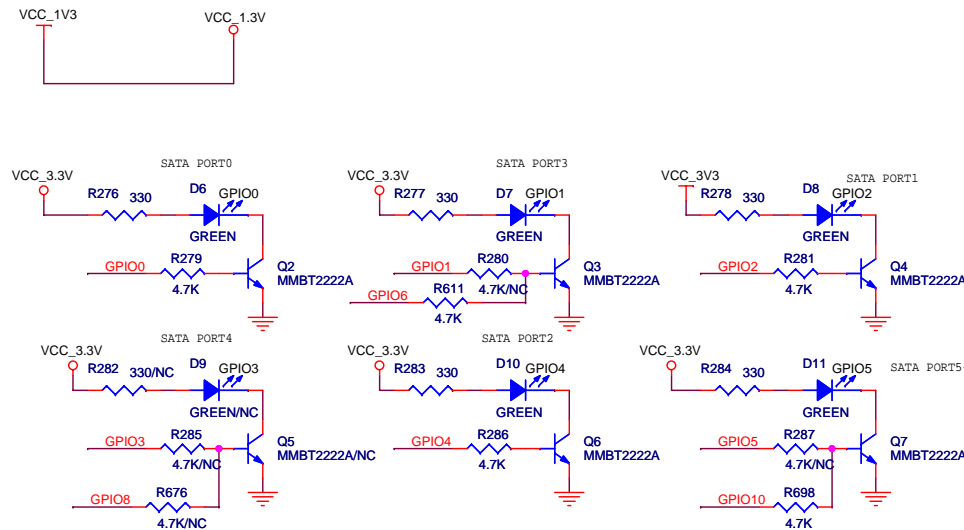 VCC_1V3
VCC_1.3V
SATA PORT0
VCC_3.3V
R276
330
D6
GPIO0
GREEN
GPIO0
R279
4.7K
Q2
MMBT2222A
SATA PORT3
VCC_3.3V
R277
330
D7
GPIO1
GREEN
GPIO1
R280
4.7K/NC
Q3
MMBT2222A
GPIO6
R611
4.7K
SATA PORT1
VCC_3V3
R278
330
D8
GPIO2
GREEN
GPIO2
R281
4.7K
Q4
MMBT2222A
SATA PORT4
VCC_3.3V
R282
330/NC
D9
GPIO3
GREEN/NC
GPIO3
R285
4.7K/NC
Q5
MMBT2222A/NC
GPIO8
R676
4.7K/NC
SATA PORT2
VCC_3.3V
R283
330
D10
GPIO4
GREEN
GPIO4
R286
4.7K
Q6
MMBT2222A
SATA PORT5
VCC_3.3V
R284
330
D11
GPIO5
GREEN
GPIO5
R287
4.7K/NC
Q7
MMBT2222A
GPIO10
R698
4.7K